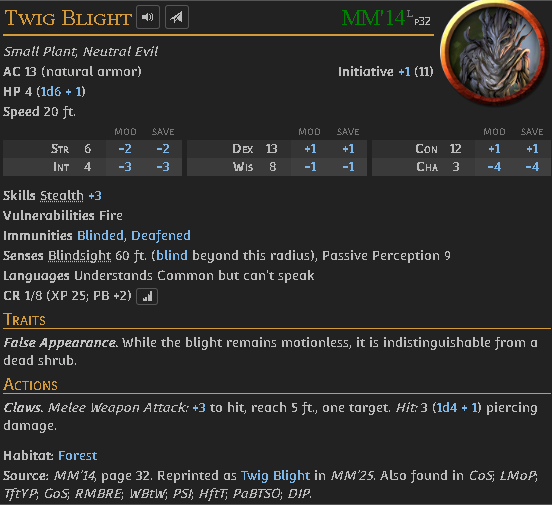 Twig Blight MM'14 L p32
Small Plant, Neutral Evil
AC 13 (natural armor) Initiative +1 (11)
HP 4 (1d6 + 1)
Speed 20 ft.
MOD SAVE MOD SAVE MOD SAVE
Str 6 -2 -2 Dex 13 +1 +1 Con 12 +1 +1
Int 4 -3 -3 Wis 8 -1 -1 Cha 3 -4 -4
Skills Stealth +3
Vulnerabilities Fire
Immunities Blinded, Deafened
Senses Blindsight 60 ft. (blind beyond this radius), Passive Perception 9
Languages Understands Common but can't speak
CR 1/8 (XP 25; PB +2)
Traits
False Appearance. While the blight remains motionless, it is indistinguishable from a
dead shrub.
Actions
Claws. Melee Weapon Attack: +3 to hit, reach 5 ft., one target. Hit: 3 (1d4 + 1) piercing
damage.
Habitat: Forest
Source: MM'14, page 32. Reprinted as Twig Blight in MM'25. Also found in CoS; LMoP;
TftYP; GoS; RMBRE; WBtW; PSI; HftT; PaBTSO; DIP.